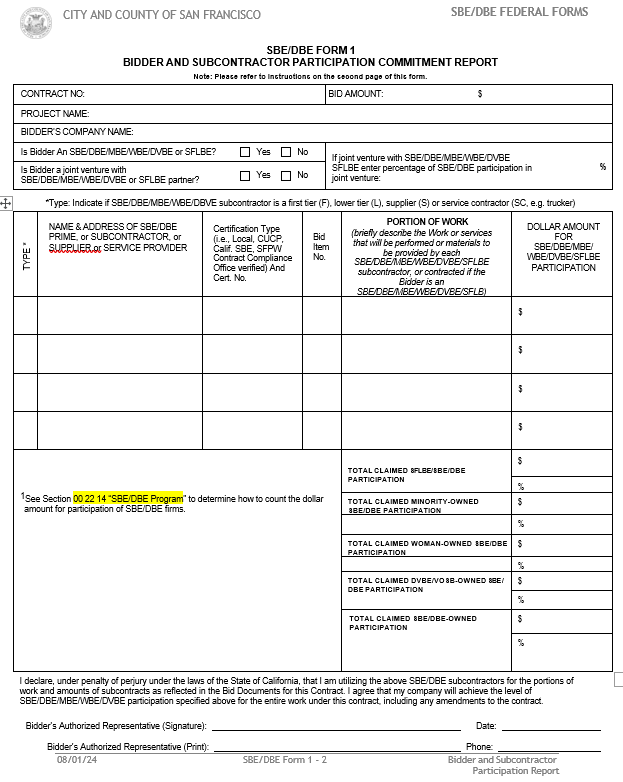 CITY AND COUNTY OF SAN FRANCISCO
SBE/DBE FEDERAL FORMS
SBE/DBE FORM 1
BIDDER AND SUBCONTRACTOR PARTICIPATION COMMITMENT REPORT
Note: Please refer to instructions on the second page of this form.
CONTRACT NO:
BID AMOUNT: $
PROJECT NAME:
BIDDER'S COMPANY NAME:
Is Bidder An SBE/DBE/MBE/WBE/DVBE or SFLBE? Yes No
Is Bidder a joint venture with
SBE/DBE/MBE/WBE/DVBE or SFLBE partner? Yes No
If joint venture with SBE/DBE/MBE/WBE/DVBE
SFLBE enter percentage of SBE/DBE participation in
joint venture:
%
*Type: Indicate if SBE/DBE/MBE/WBE/DBVE subcontractor is a first tier (F), lower tier (L), supplier (S) or service contractor (SC, e.g. trucker)
TYPE *
NAME & ADDRESS OF SBE/DBE
PRIME, or SUBCONTRACTOR, or
SUPPLIER or SERVICE PROVIDER
Certification Type
(i.e., Local, CUCP,
Calif. SBE, SFPW
Contract Compliance
Office verified) And
Cert. No.
Bid
Item
No.
PORTION OF WORK
(briefly describe the Work or services
that will be performed or materials to
be provided by each
SBE/DBE/MBE/WBE/DVBE/SFLBE
subcontractor, or contracted if the
Bidder is an
SBE/DBE/MBE/WBE/DVBE/SFLB)
DOLLAR AMOUNT
FOR
SBE/DBE/MBE/
WBE/DVBE/SFLBE
PARTICIPATION
$
$
$
$
1See Section 00 22 14 "SBE/DBE Program" to determine how to count the dollar
amount for participation of SBE/DBE firms.
TOTAL CLAIMED SFLBE/SBE/DBE
PARTICIPATION
$
%
TOTAL CLAIMED MINORITY-OWNED
SBE/DBE PARTICIPATION
$
%
TOTAL CLAIMED WOMAN-OWNED SBE/DBE
PARTICIPATION
$
%
TOTAL CLAIMED DVBE/VOSB-OWNED SBE/
DBE PARTICIPATION
$
%
TOTAL CLAIMED SBE/DBE-OWNED
PARTICIPATION
$
%
I declare, under penalty of perjury under the laws of the State of California, that I am utilizing the above SBE/DBE subcontractors for the portions of
work and amounts of subcontracts as reflected in the Bid Documents for this Contract. I agree that my company will achieve the level of
SBE/DBE/MBE/WBE/DVBE participation specified above for the entire work under this contract, including any amendments to the contract.
Bidder's Authorized Representative (Signature): Date:
Bidder's Authorized Representative (Print): Phone:
08/01/24
SBE/DBE Form 1 - 2
Bidder and Subcontractor
Participation Report